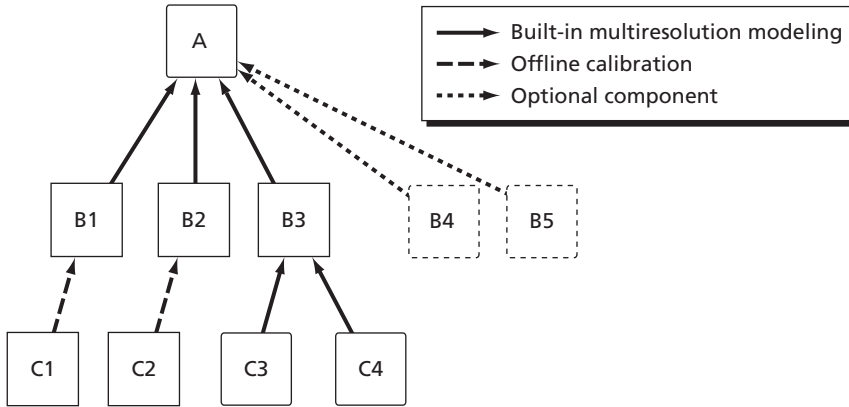 A
Built-in multiresolution modeling
Offline calibration
Optional component
B1
B2
B3
B4
B5
C1
C2
C3
C4